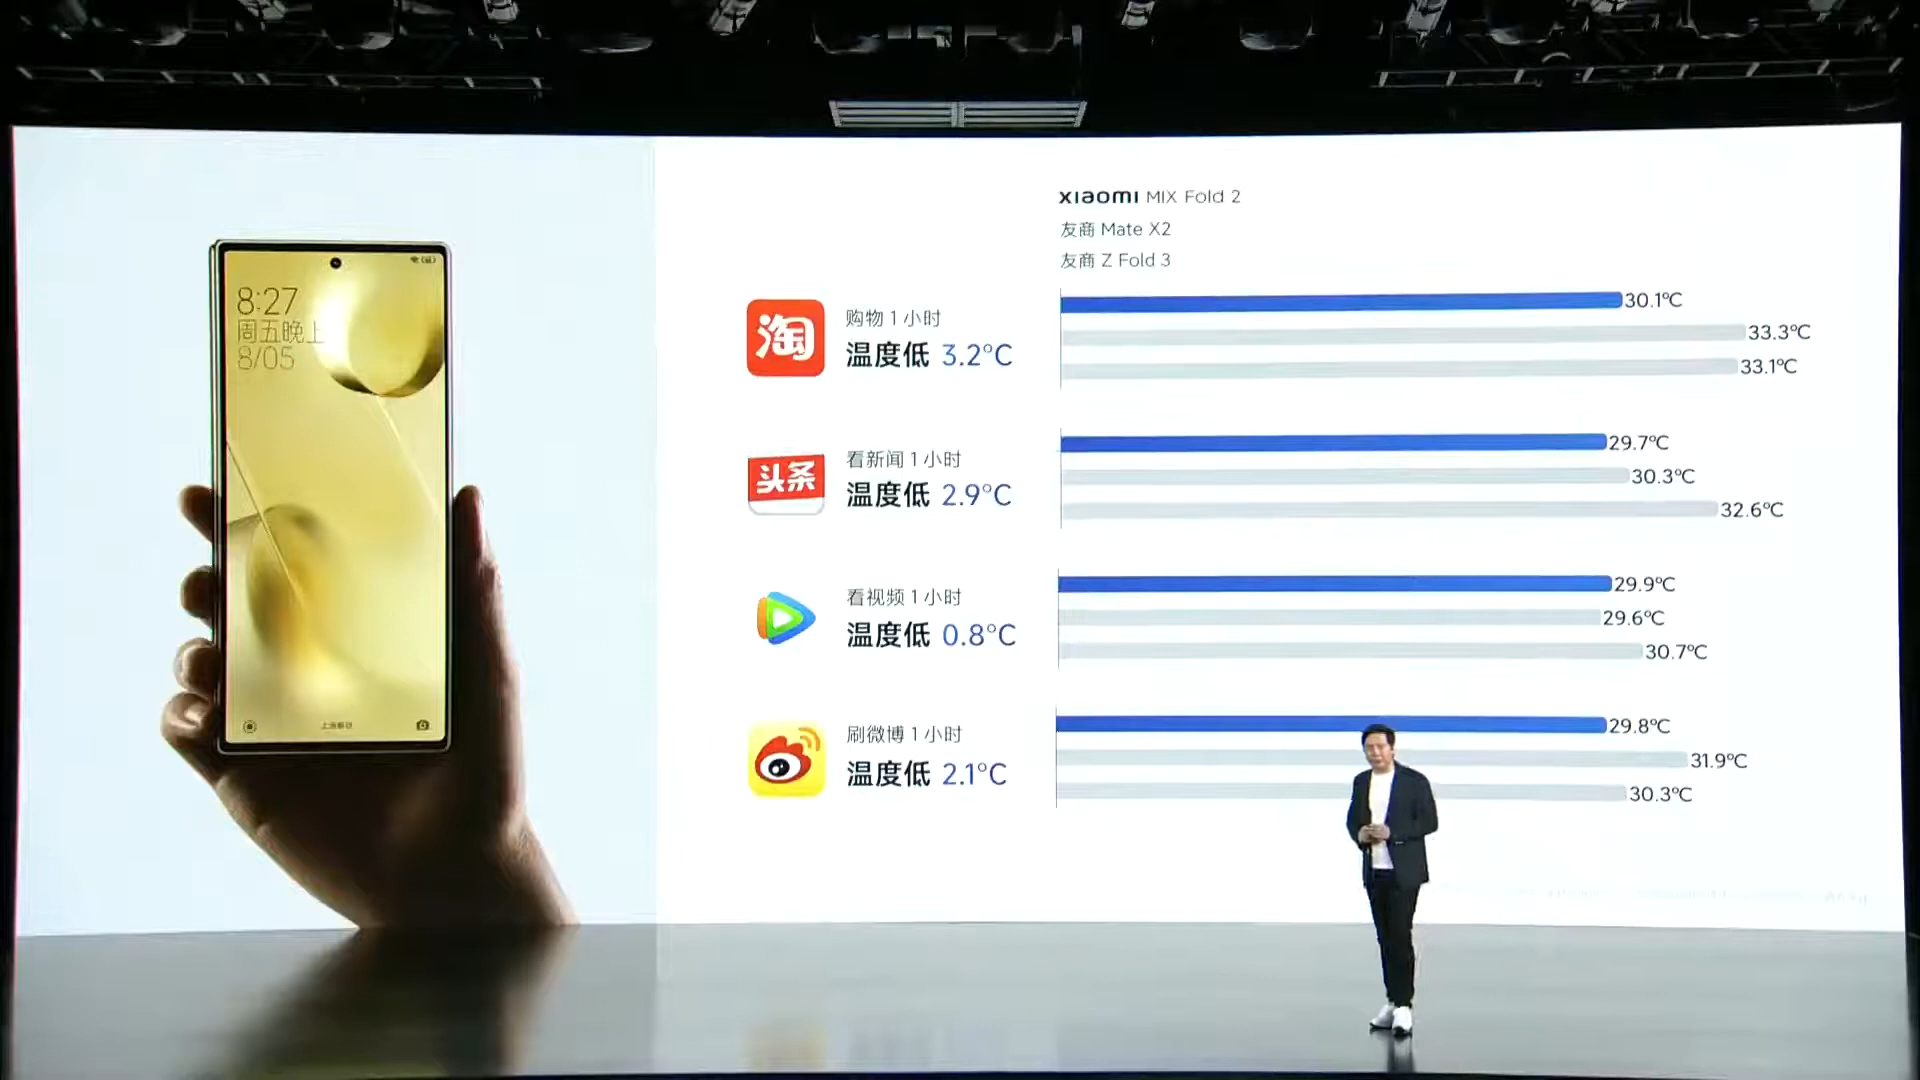 8:27
周五晚上
8/05
xiaomi MIX Fold 2
友商 Mate X2
友商 Z Fold 3
淘
购物 1 小时
温度低 3.2°C
30.1℃
33.3℃
33.1℃
头条
看新闻 1 小时
温度低 2.9°C
29.7℃
30.3℃
32.6℃
看视频 1 小时
温度低 0.8°C
29.9℃
29.6℃
30.7℃
刷微博 1 小时
温度低 2.1°C
29.8℃
31.9℃
30.3℃